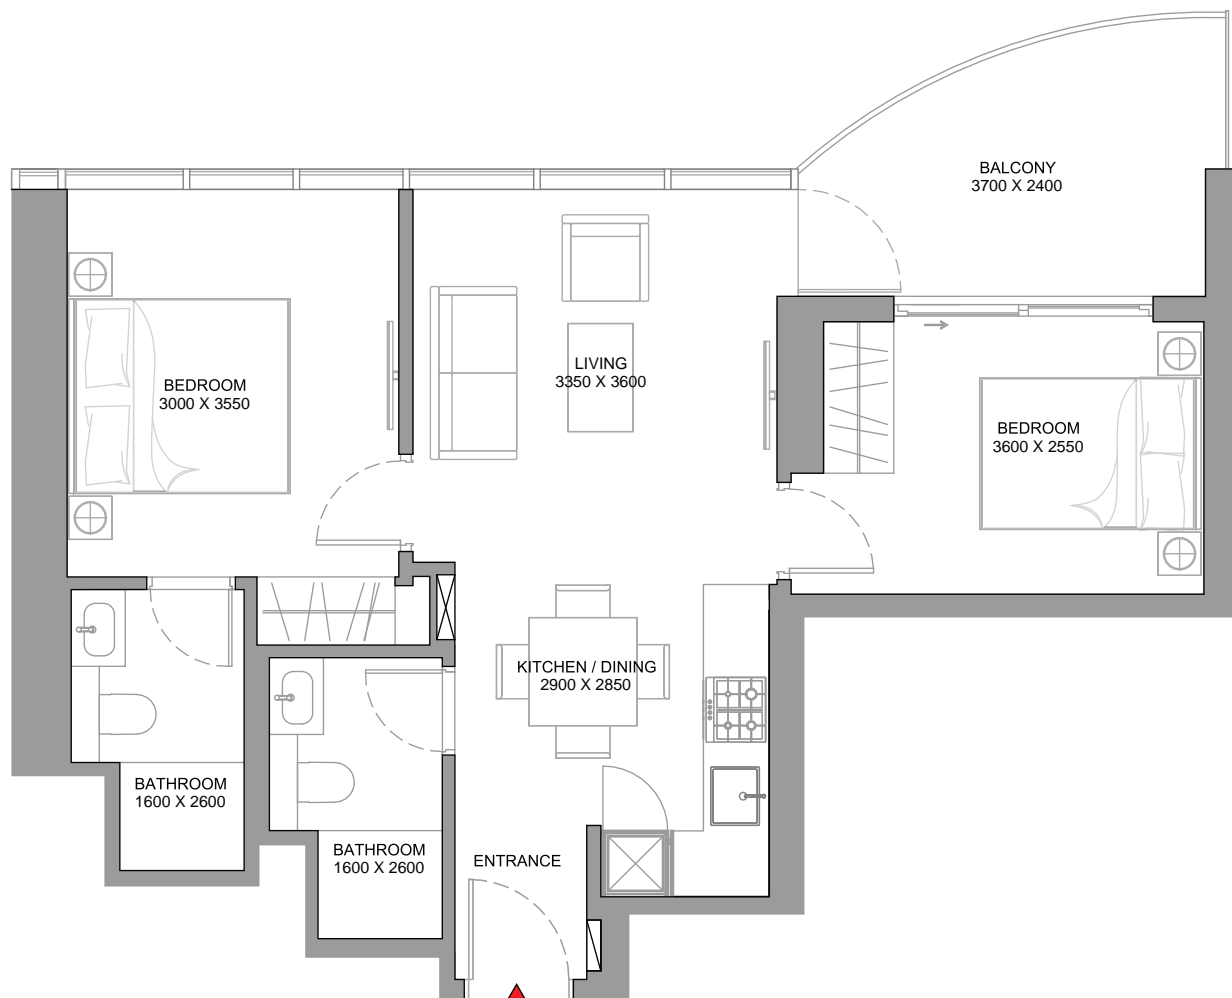 BALCONY
3700 X 2400
LIVING
3350 X 3600
BEDROOM
3000 X 3550
BEDROOM
3600 X 2550
KITCHEN / DINING
2900 X 2850
BATHROOM
1600 X 2600
BATHROOM
1600 X 2600
ENTRANCE